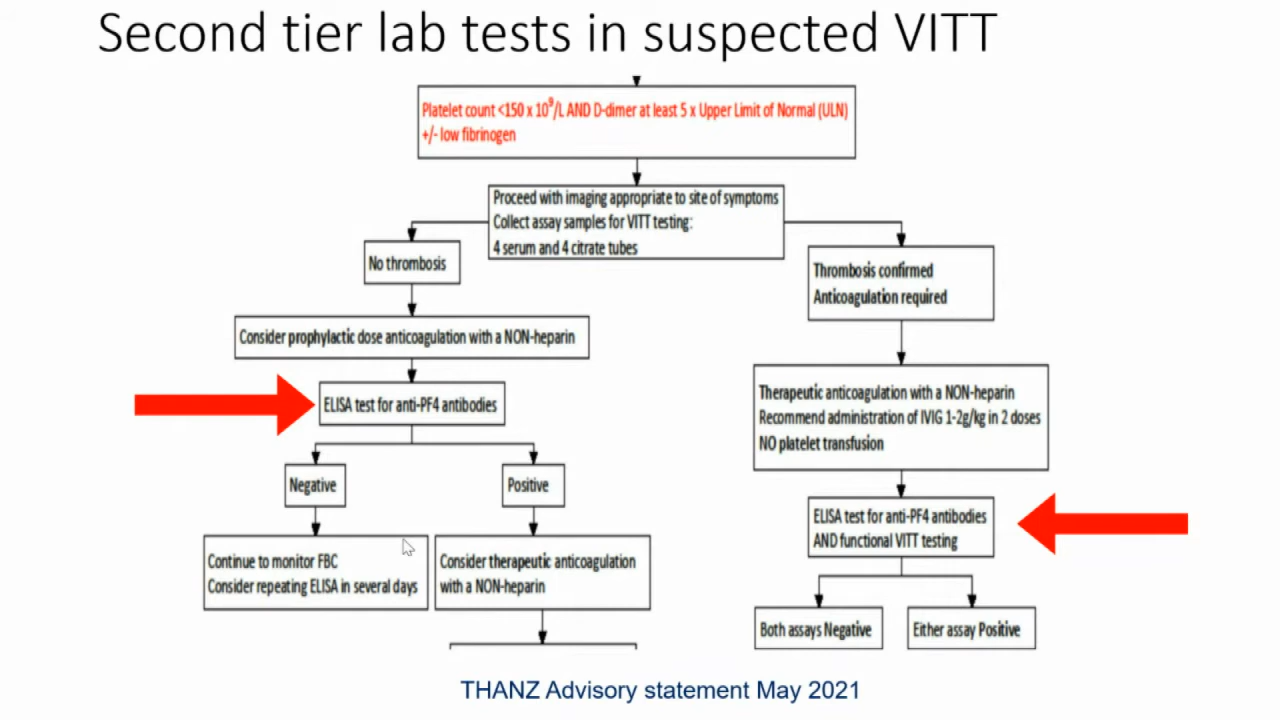 Second tier lab tests in suspected VITT
Platelet count <150 x 10⁹/L AND D-dimer at least 5 x Upper Limit of Normal (ULN)
+/- low fibrinogen
Proceed with imaging appropriate to site of symptoms
Collect assay samples for VITT testing:
4 serum and 4 citrate tubes
No thrombosis
Consider prophylactic dose anticoagulation with a NON-heparin
ELISA test for anti-PF4 antibodies
Negative
Positive
Continue to monitor FBC
Consider repeating ELISA in several days
Consider therapeutic anticoagulation
with a NON-heparin
Thrombosis confirmed
Anticoagulation required
Therapeutic anticoagulation with a NON-heparin
Recommend administration of IVIG 1-2g/kg in 2 doses
NO platelet transfusion
ELISA test for anti-PF4 antibodies
AND functional VITT testing
Both assays Negative
Either assay Positive
THANZ Advisory statement May 2021